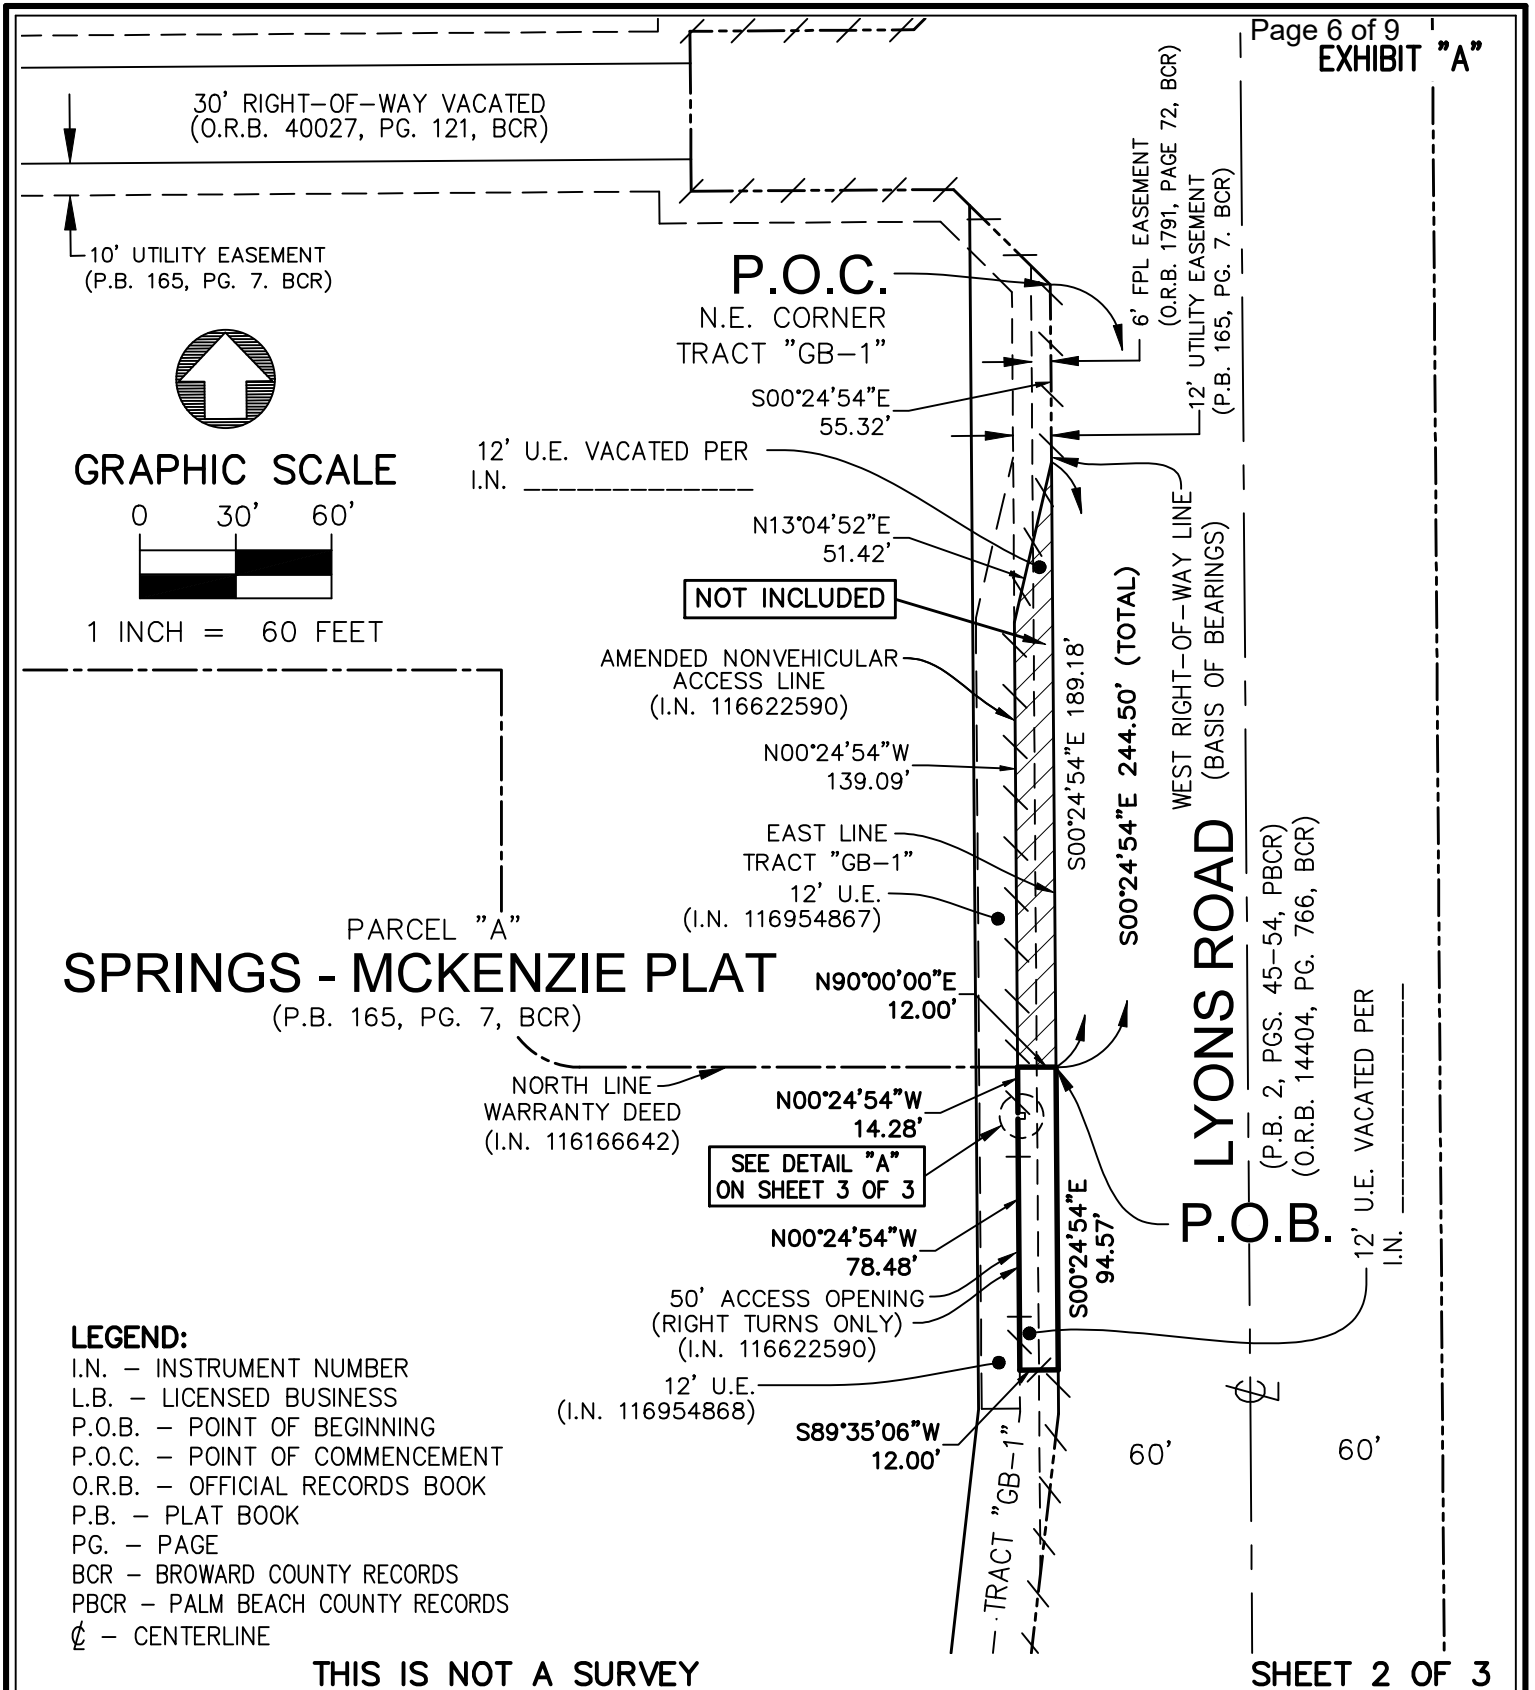 Page 6 of 9
EXHIBIT "A"
30' RIGHT-OF-WAY VACATED
(O.R.B. 40027, PG. 121, BCR)
10' UTILITY EASEMENT
(P.B. 165, PG. 7. BCR)
P.O.C.
N.E. CORNER
TRACT "GB-1"
6' FPL EASEMENT
(O.R.B. 1791, PAGE 72, BCR)
12' UTILITY EASEMENT
(P.B. 165, PG. 7. BCR)
S00°24'54"E
55.32'
GRAPHIC SCALE
0 30' 60'
1 INCH = 60 FEET
12' U.E. VACATED PER
I.N. ______________
N13°04'52"E
51.42'
NOT INCLUDED
AMENDED NONVEHICULAR
ACCESS LINE
(I.N. 116622590)
N00°24'54"W
139.09'
EAST LINE
TRACT "GB-1"
12' U.E.
(I.N. 116954867)
S00°24'54"E 189.18'
S00°24'54"E 244.50' (TOTAL)
WEST RIGHT-OF-WAY LINE
(BASIS OF BEARINGS)
LYONS ROAD
(P.B. 2, PGS. 45-54, PBCR)
(O.R.B. 14404, PG. 766, BCR)
PARCEL "A"
SPRINGS - MCKENZIE PLAT
(P.B. 165, PG. 7, BCR)
N90°00'00"E
12.00'
NORTH LINE
WARRANTY DEED
(I.N. 116166642)
N00°24'54"W
14.28'
SEE DETAIL "A"
ON SHEET 3 OF 3
N00°24'54"W
78.48'
S00°24'54"E
94.57'
P.O.B.
12' U.E. VACATED PER
I.N. ______________
50' ACCESS OPENING
(RIGHT TURNS ONLY)
(I.N. 116622590)
12' U.E.
(I.N. 116954868)
S89°35'06"W
12.00'
TRACT "GB-1"
60'
60'
LEGEND:
I.N. - INSTRUMENT NUMBER
L.B. - LICENSED BUSINESS
P.O.B. - POINT OF BEGINNING
P.O.C. - POINT OF COMMENCEMENT
O.R.B. - OFFICIAL RECORDS BOOK
P.B. - PLAT BOOK
PG. - PAGE
BCR - BROWARD COUNTY RECORDS
PBCR - PALM BEACH COUNTY RECORDS
℄ - CENTERLINE
THIS IS NOT A SURVEY
SHEET 2 OF 3